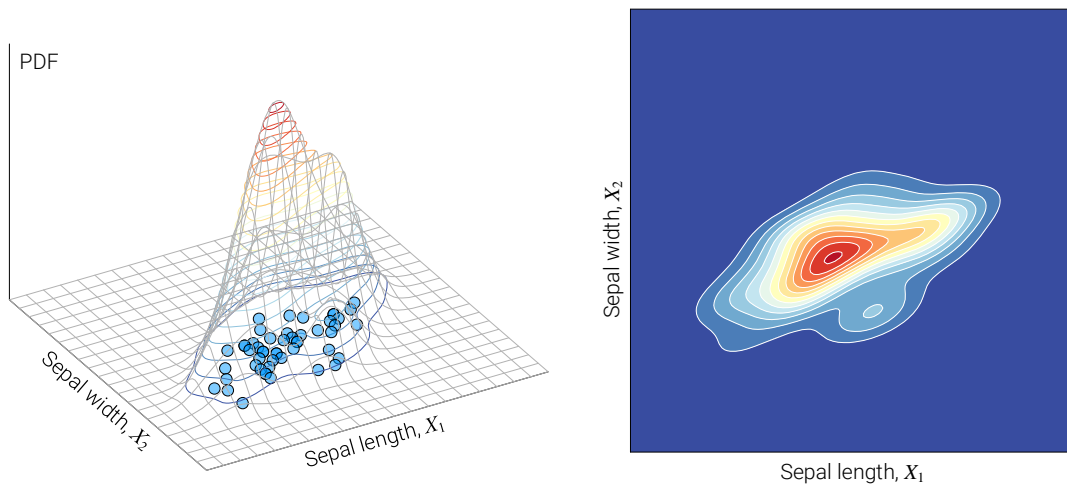 PDF
Sepal width, X₂
Sepal length, X₁
Sepal width, X₂
Sepal length, X₁